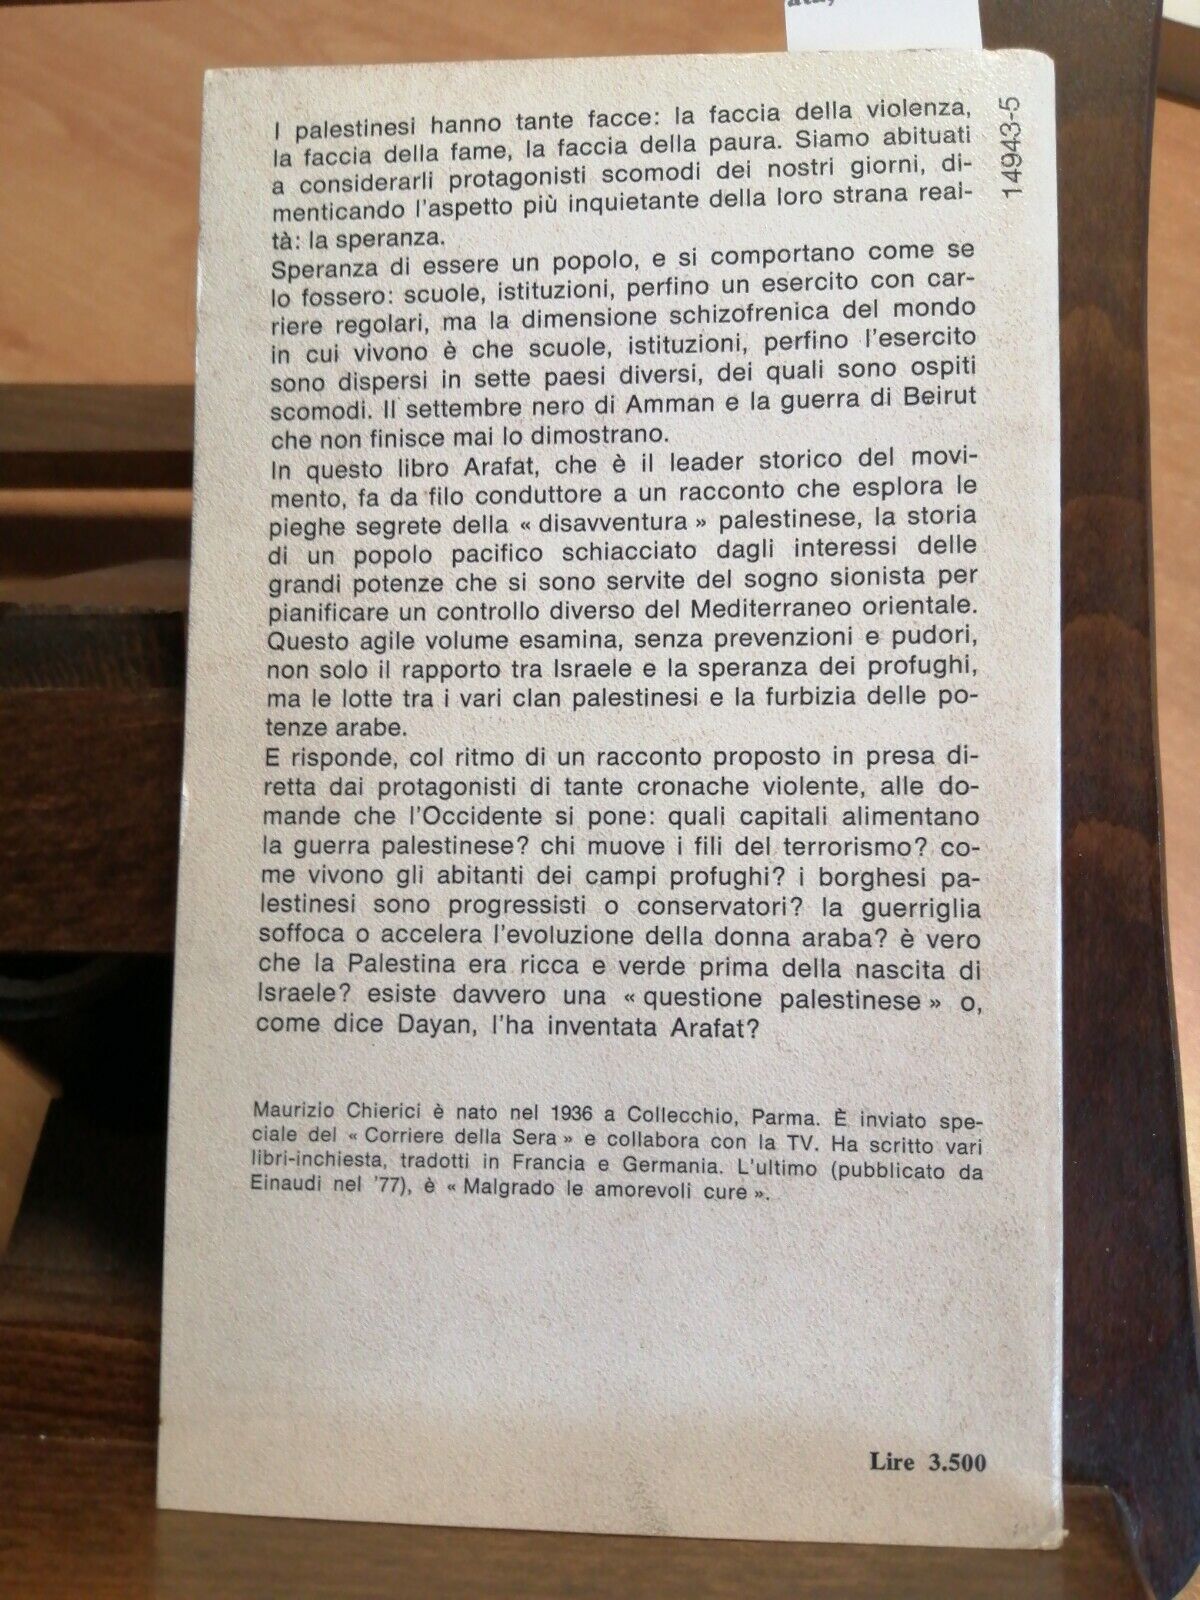 I palestinesi hanno tante facce: la faccia della violenza,
la faccia della fame, la faccia della paura. Siamo abituati
a considerarli protagonisti scomodi dei nostri giorni, di-
menticando l'aspetto più inquietante della loro strana real-
tà: la speranza.
Speranza di essere un popolo, e si comportano come se
lo fossero: scuole, istituzioni, perfino un esercito con car-
riere regolari, ma la dimensione schizofrenica del mondo
in cui vivono è che scuole, istituzioni, perfino l'esercito
sono dispersi in sette paesi diversi, dei quali sono ospiti
scomodi. Il settembre nero di Amman e la guerra di Beirut
che non finisce mai lo dimostrano.
In questo libro Arafat, che è il leader storico del movi-
mento, fa da filo conduttore a un racconto che esplora le
pieghe segrete della « disavventura » palestinese, la storia
di un popolo pacifico schiacciato dagli interessi delle
grandi potenze che si sono servite del sogno sionista per
pianificare un controllo diverso del Mediterraneo orientale.
Questo agile volume esamina, senza prevenzioni e pudori,
non solo il rapporto tra Israele e la speranza dei profughi,
ma le lotte tra i vari clan palestinesi e la furbizia delle po-
tenze arabe.
E risponde, col ritmo di un racconto proposto in presa di-
retta dai protagonisti di tante cronache violente, alle do-
mande che l'Occidente si pone: quali capitali alimentano
la guerra palestinese? chi muove i fili del terrorismo? co-
me vivono gli abitanti dei campi profughi? i borghesi pa-
lestinesi sono progressisti o conservatori? la guerriglia
soffoca o accelera l'evoluzione della donna araba? è vero
che la Palestina era ricca e verde prima della nascita di
Israele? esiste davvero una « questione palestinese » o,
come dice Dayan, l'ha inventata Arafat?
Maurizio Chierici è nato nel 1936 a Collecchio, Parma. È inviato spe-
ciale del « Corriere della Sera » e collabora con la TV. Ha scritto vari
libri-inchiesta, tradotti in Francia e Germania. L'ultimo (pubblicato da
Einaudi nel '77), è « Malgrado le amorevoli cure ».
Lire 3.500
14943-5